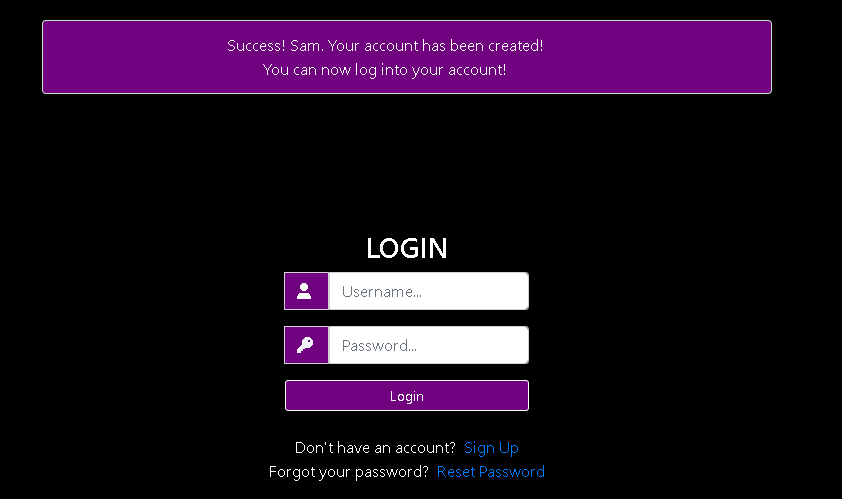 Success! Sam. Your account has been created!
You can now log into your account!
LOGIN
Username...
Password...
Login
Don't have an account? Sign Up
Forgot your password? Reset Password